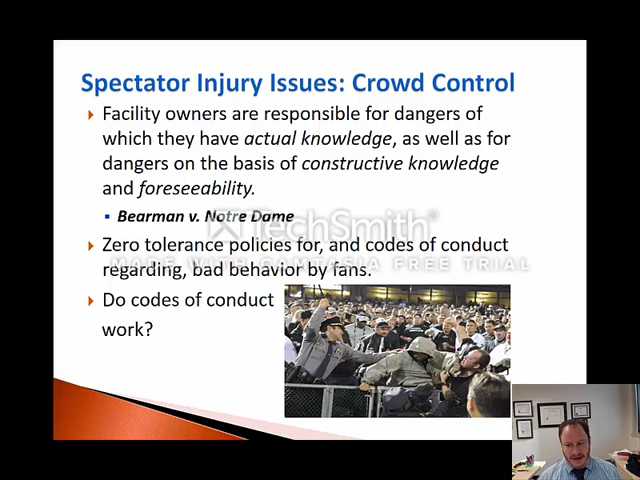 Spectator Injury Issues: Crowd Control
Facility owners are responsible for dangers of
which they have actual knowledge, as well as for
dangers on the basis of constructive knowledge
and foreseeability.
Bearman v. Notre Dame
TechSmith®
Zero tolerance policies for, and codes of conduct
MADE WITH CAMTASIA FREE TRIAL
regarding, bad behavior by fans.
Do codes of conduct
work?